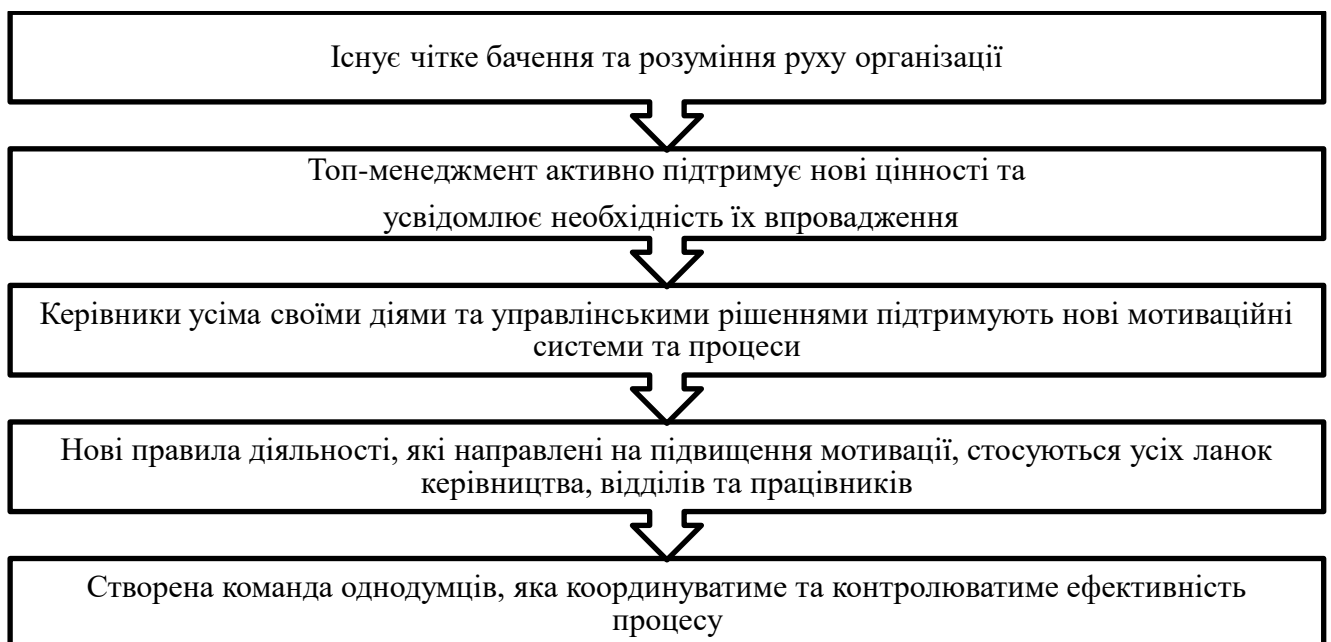 Існує чітке бачення та розуміння руху організації
Топ-менеджмент активно підтримує нові цінності та
усвідомлює необхідність їх впровадження
Керівники усіма своїми діями та управлінськими рішеннями підтримують нові мотиваційні
системи та процеси
Нові правила діяльності, які направлені на підвищення мотивації, стосуються усіх ланок
керівництва, відділів та працівників
Створена команда однодумців, яка координуватиме та контролюватиме ефективність
процесу